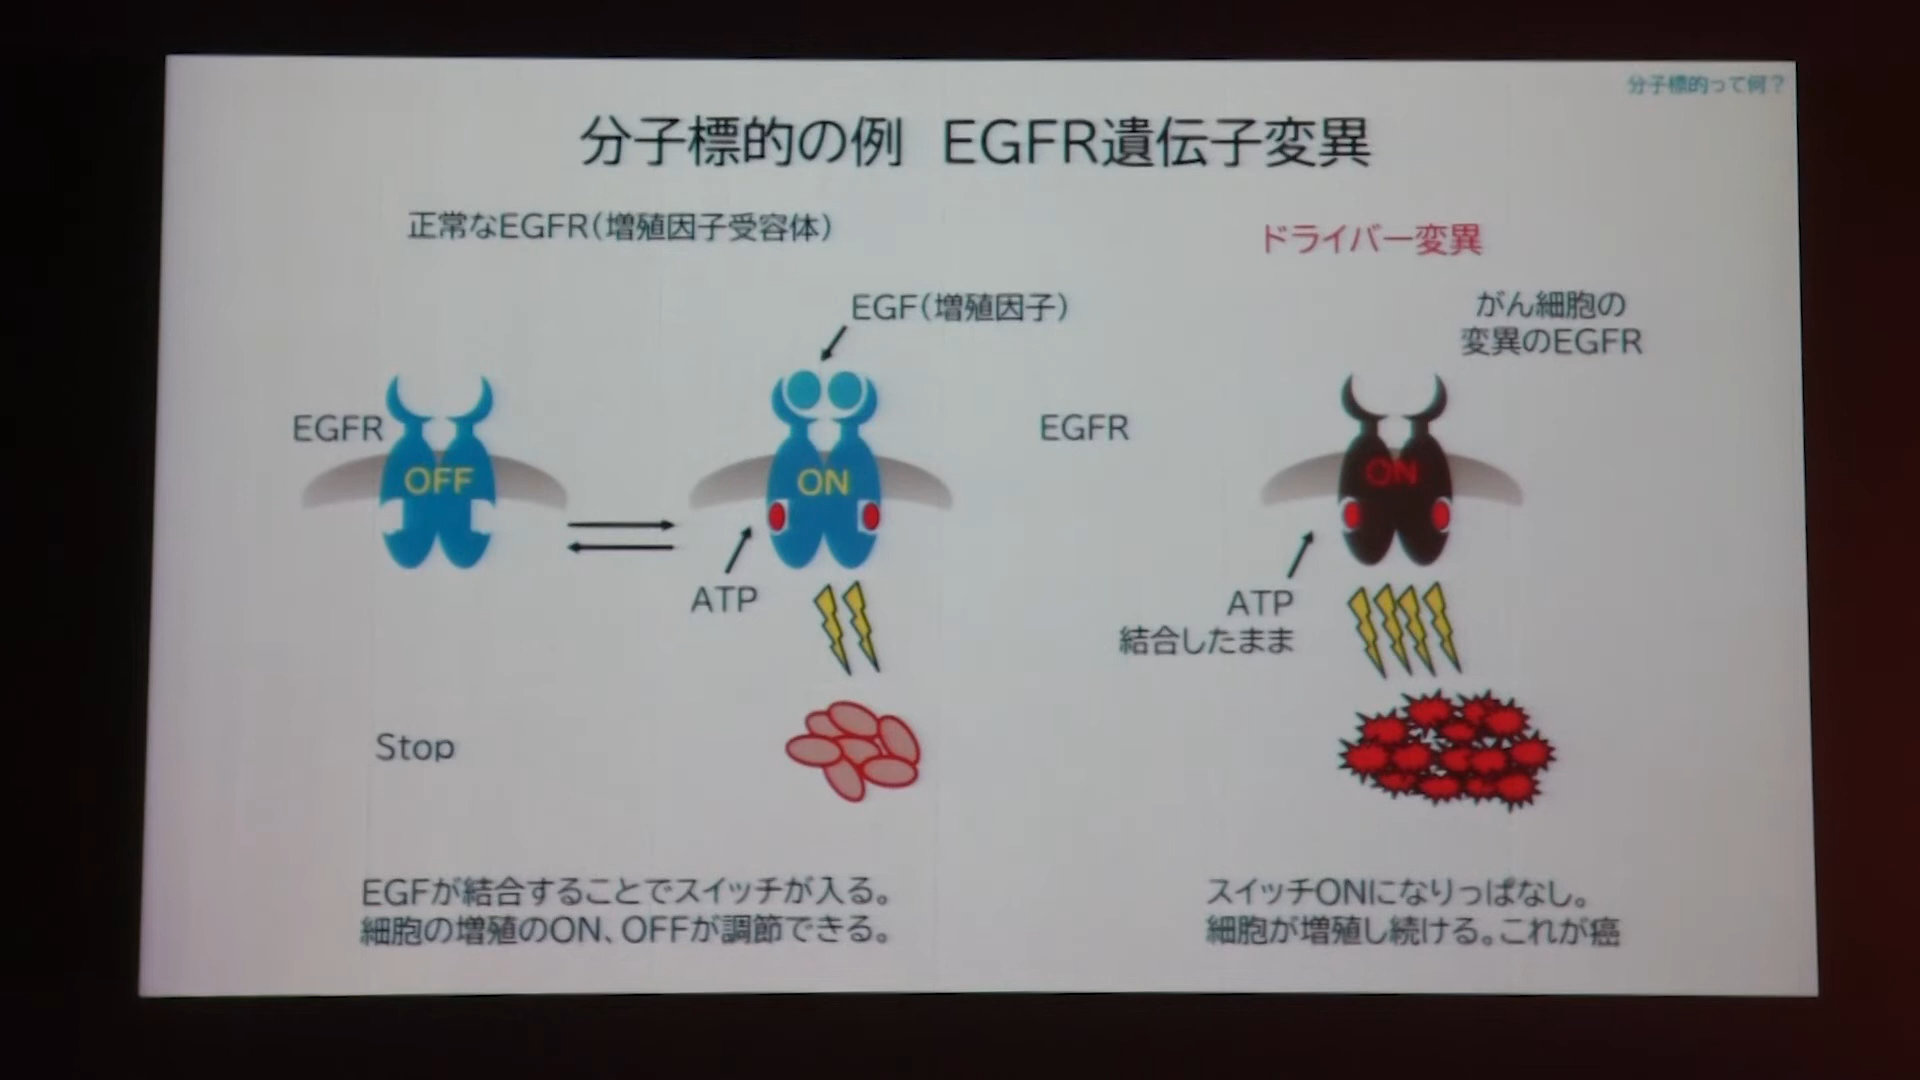 分子標的って何？
分子標的の例 EGFR遺伝子変異
正常なEGFR（増殖因子受容体）
ドライバー変異
EGF（増殖因子）
がん細胞の
変異のEGFR
EGFR
EGFR
OFF
ON
ON
ATP
ATP
結合したまま
Stop
EGFが結合することでスイッチが入る。
細胞の増殖のON、OFFが調節できる。
スイッチONになりっぱなし。
細胞が増殖し続ける。これが癌